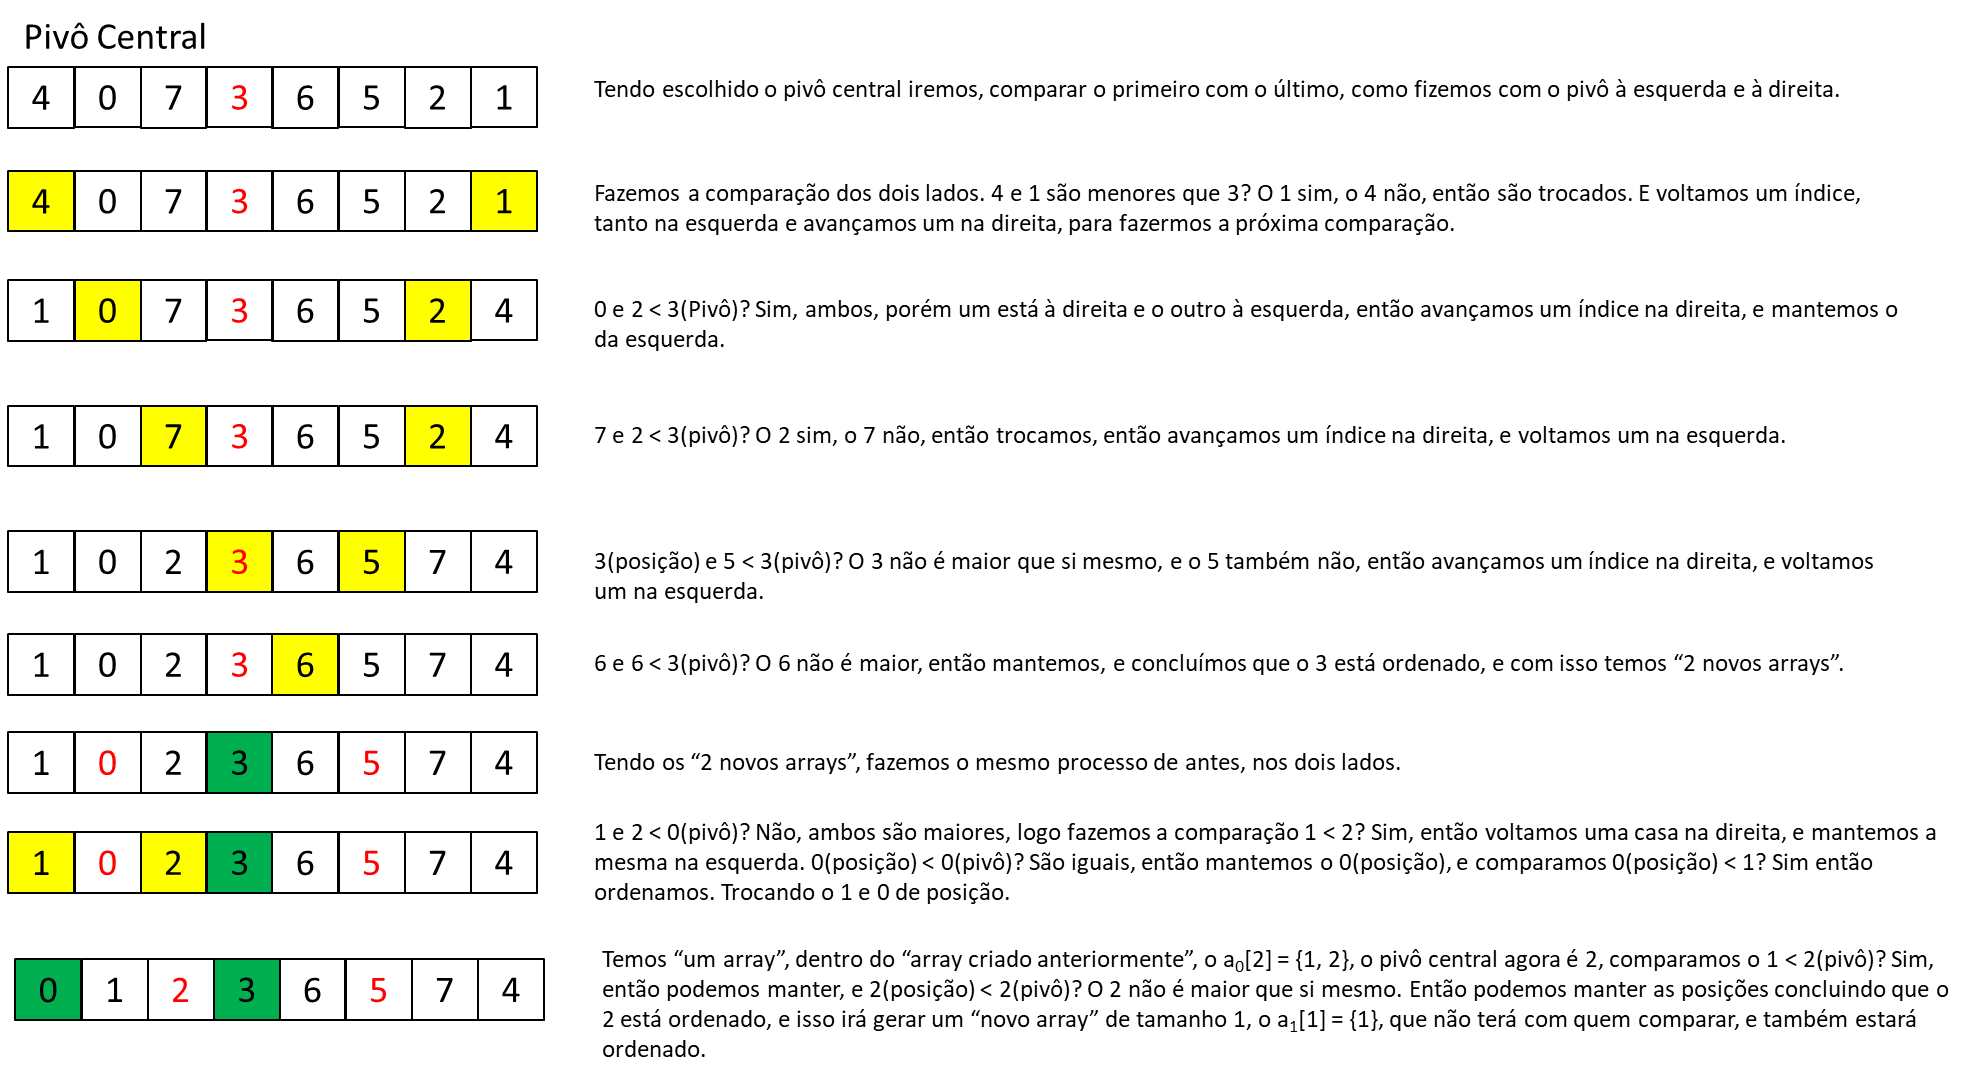 Pivô Central
4 0 7 3 6 5 2 1
Tendo escolhido o pivô central iremos, comparar o primeiro com o último, como fizemos com o pivô à esquerda e à direita.
4 0 7 3 6 5 2 1
Fazemos a comparação dos dois lados. 4 e 1 são menores que 3? O 1 sim, o 4 não, então são trocados. E voltamos um índice,
tanto na esquerda e avançamos um na direita, para fazermos a próxima comparação.
1 0 7 3 6 5 2 4
0 e 2 < 3(Pivô)? Sim, ambos, porém um está à direita e o outro à esquerda, então avançamos um índice na direita, e mantemos o
da esquerda.
1 0 7 3 6 5 2 4
7 e 2 < 3(pivô)? O 2 sim, o 7 não, então trocamos, então avançamos um índice na direita, e voltamos um na esquerda.
1 0 2 3 6 5 7 4
3(posição) e 5 < 3(pivô)? O 3 não é maior que si mesmo, e o 5 também não, então avançamos um índice na direita, e voltamos
um na esquerda.
1 0 2 3 6 5 7 4
6 e 6 < 3(pivô)? O 6 não é maior, então mantemos, e concluímos que o 3 está ordenado, e com isso temos “2 novos arrays”.
1 0 2 3 6 5 7 4
Tendo os “2 novos arrays”, fazemos o mesmo processo de antes, nos dois lados.
1 0 2 3 6 5 7 4
1 e 2 < 0(pivô)? Não, ambos são maiores, logo fazemos a comparação 1 < 2? Sim, então voltamos uma casa na direita, e mantemos a
mesma na esquerda. 0(posição) < 0(pivô)? São iguais, então mantemos o 0(posição), e comparamos 0(posição) < 1? Sim então
ordenamos. Trocando o 1 e 0 de posição.
0 1 2 3 6 5 7 4
Temos “um array”, dentro do “array criado anteriormente”, o a0[2] = {1, 2}, o pivô central agora é 2, comparamos o 1 < 2(pivô)? Sim,
então podemos manter, e 2(posição) < 2(pivô)? O 2 não é maior que si mesmo. Então podemos manter as posições concluindo que o
2 está ordenado, e isso irá gerar um “novo array” de tamanho 1, o a1[1] = {1}, que não terá com quem comparar, e também estará
ordenado.